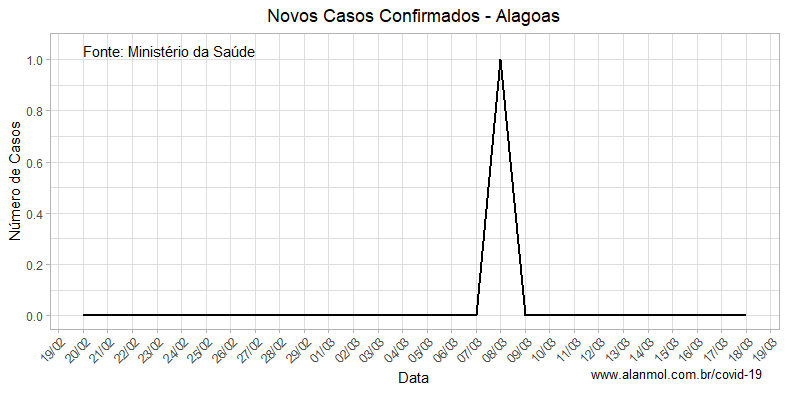 Novos Casos Confirmados - Alagoas
Fonte: Ministério da Saúde
Número de Casos
1.0
0.8
0.6
0.4
0.2
0.0
19/02 20/02 21/02 22/02 23/02 24/02 25/02 26/02 27/02 28/02 29/02 01/03 02/03 03/03 04/03 05/03 06/03 07/03 08/03 09/03 10/03 11/03 12/03 13/03 14/03 15/03 16/03 17/03 18/03 19/03
Data
www.alanmol.com.br/covid-19